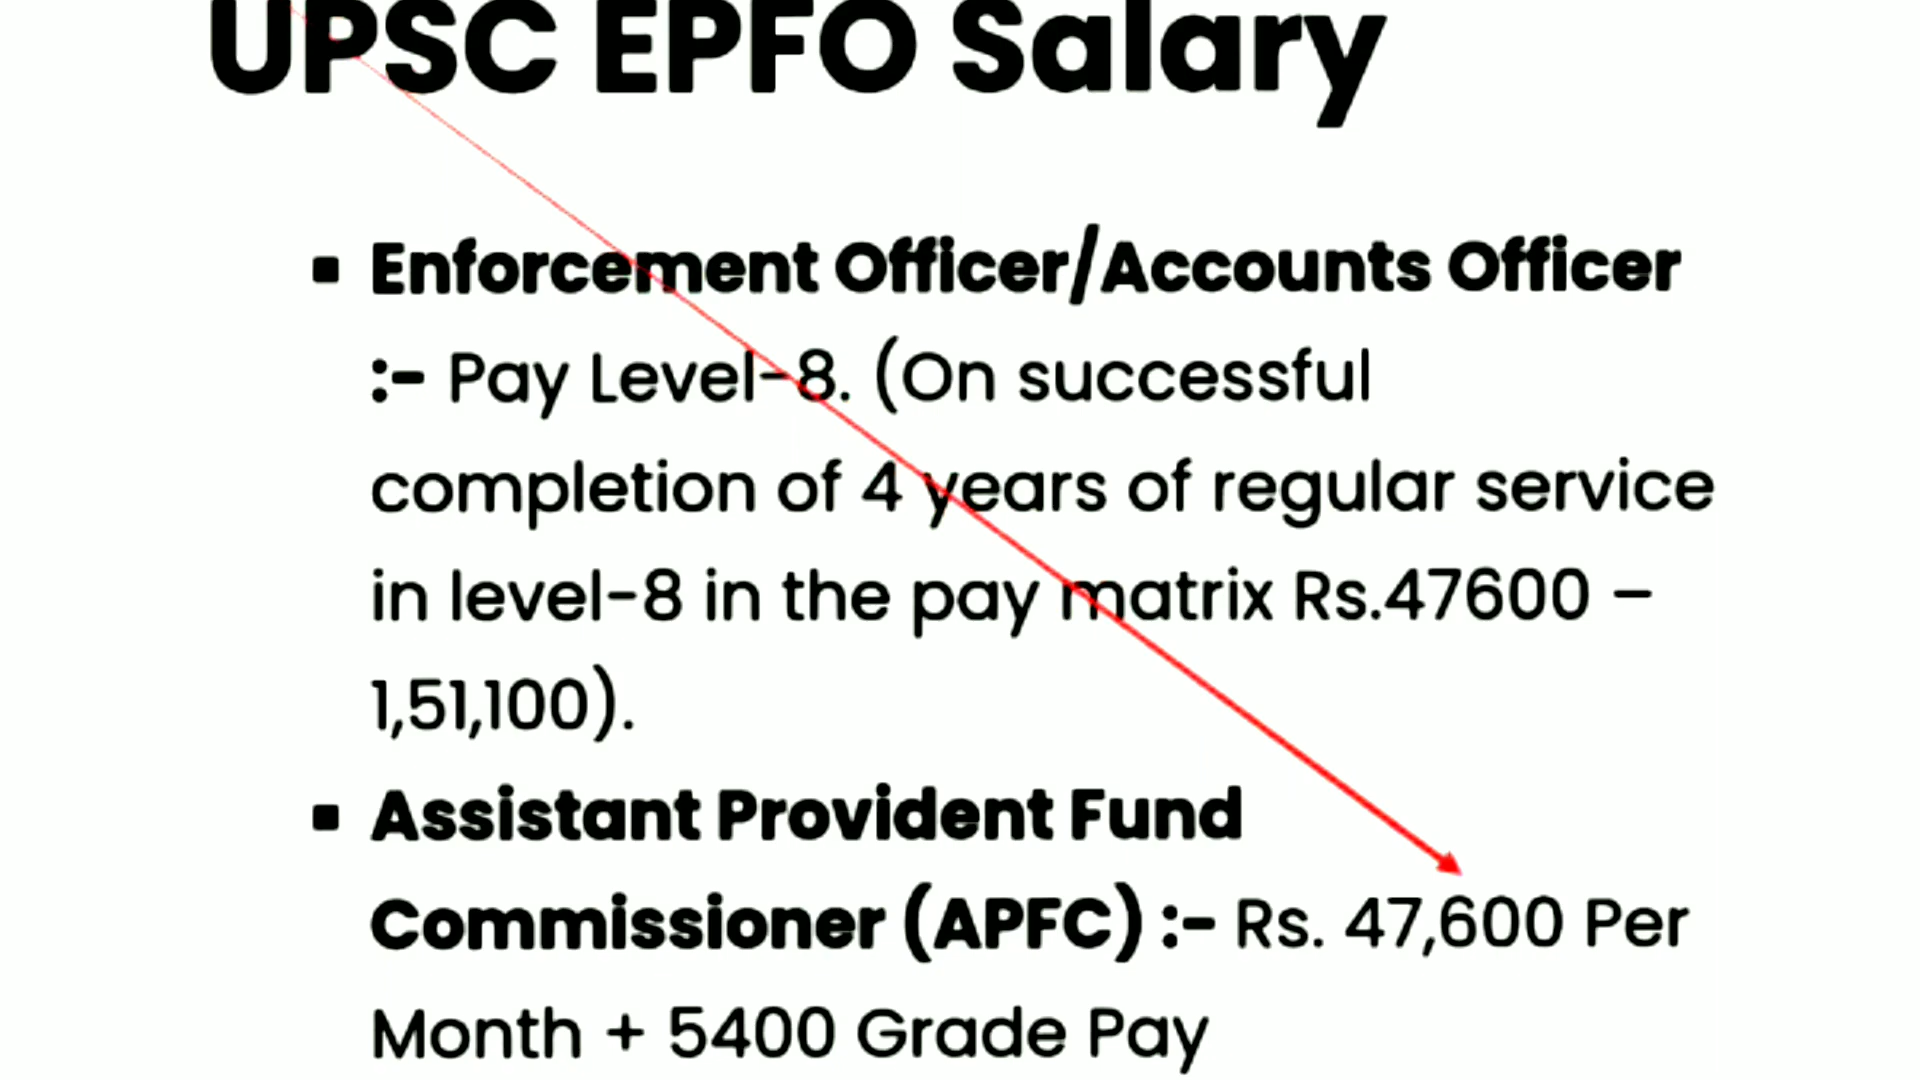 UPSC EPFO Salary
▪ Enforcement Officer/Accounts Officer
:- Pay Level-8. (On successful
completion of 4 years of regular service
in level-8 in the pay matrix Rs.47600 –
1,51,100).
▪ Assistant Provident Fund
Commissioner (APFC) :- Rs. 47,600 Per
Month + 5400 Grade Pay